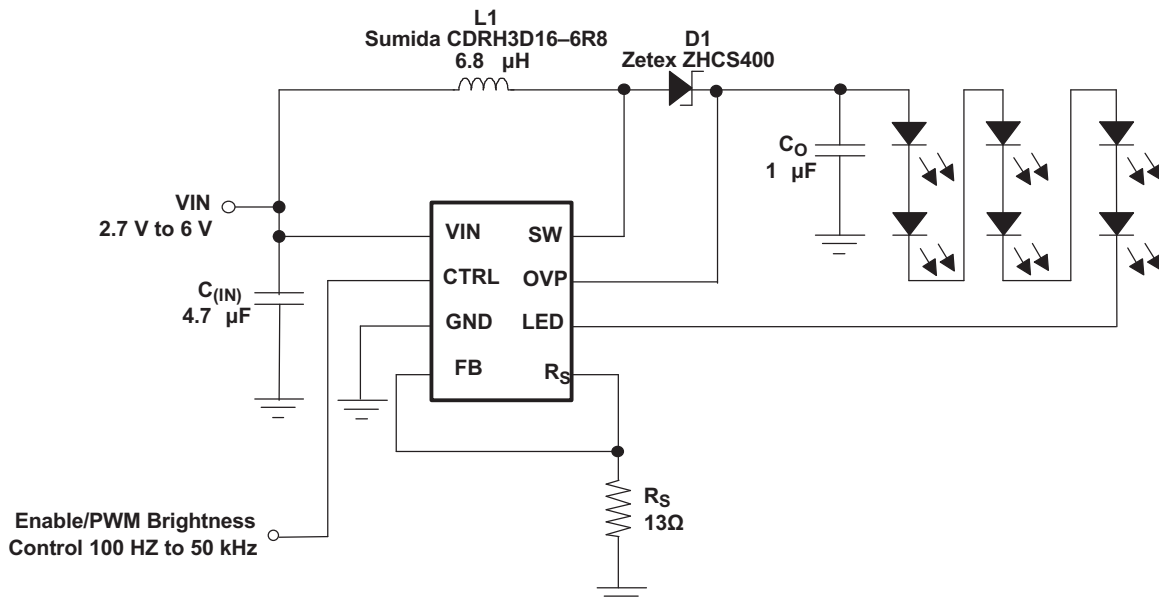 L1
Sumida CDRH3D16–6R8
6.8 µH
D1
Zetex ZHCS400
CO
1 µF
VIN
2.7 V to 6 V
C(IN)
4.7 µF
VIN
SW
CTRL
OVP
GND
LED
FB
RS
RS
13Ω
Enable/PWM Brightness
Control 100 HZ to 50 kHz